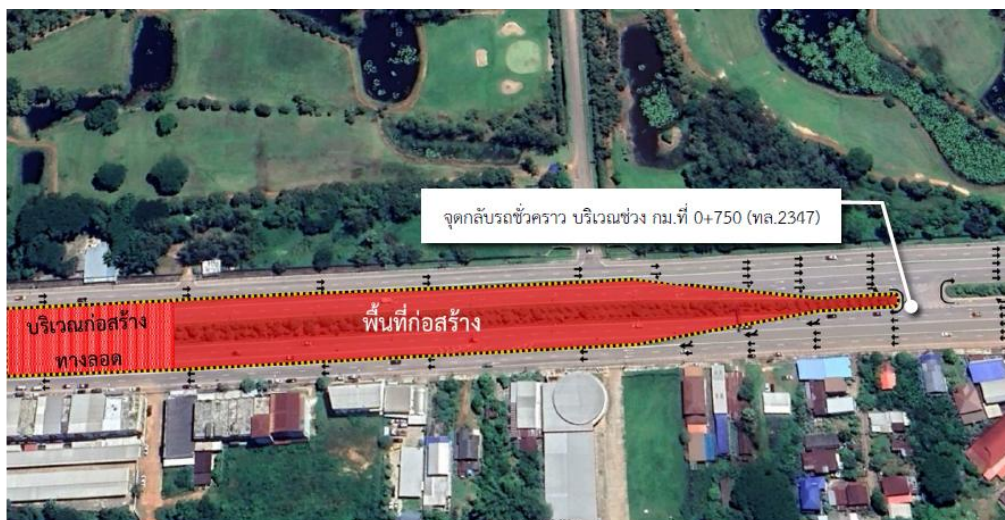 จุดกลับรถชั่วคราว บริเวณช่วง กม.ที่ 0+750 (ทล.2347)
บริเวณก่อสร้าง
ทางลอด
พื้นที่ก่อสร้าง